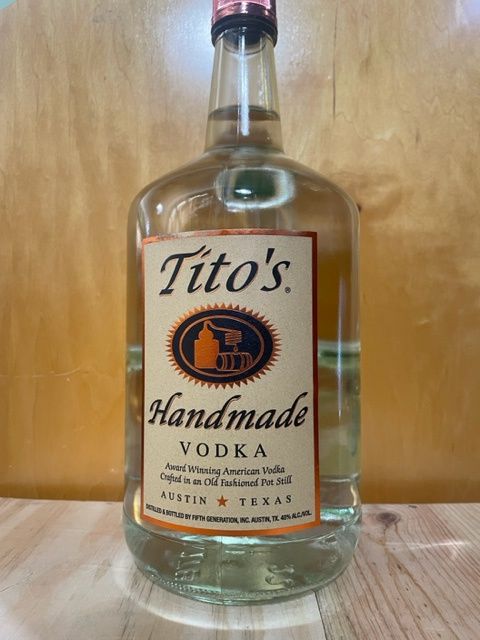 Tito's®
Handmade
VODKA
Award Winning American Vodka
Crafted in an Old Fashioned Pot Still
AUSTIN ★ TEXAS
DISTILLED & BOTTLED BY FIFTH GENERATION, INC. AUSTIN, TX. 40% ALC./VOL.